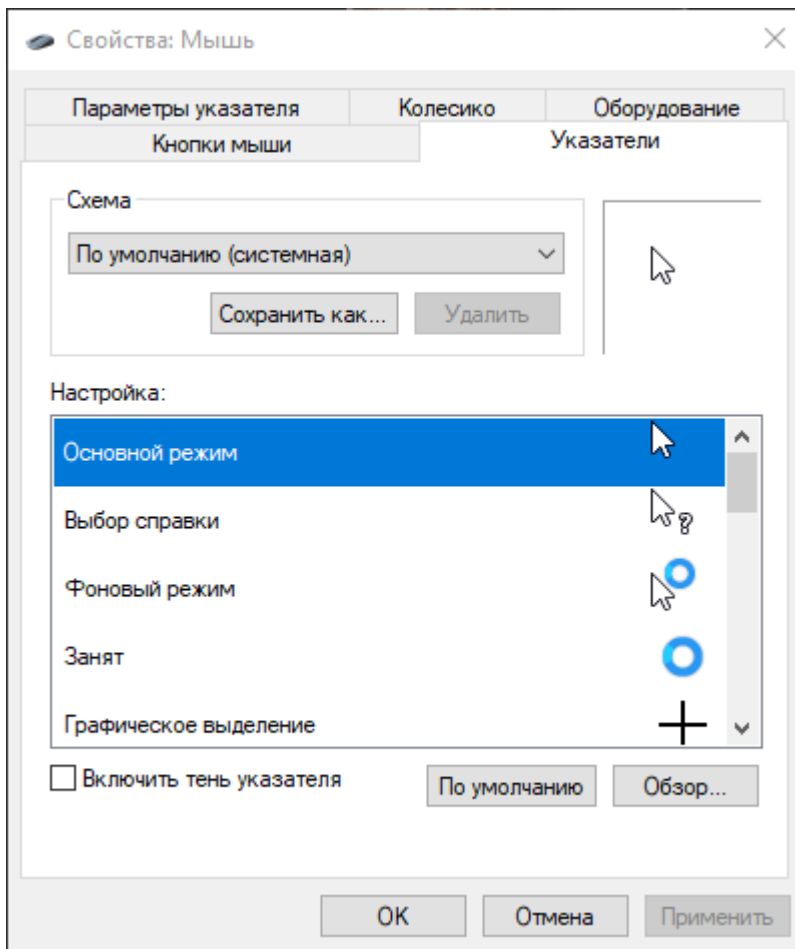 Свойства: Мышь
Параметры указателя
Колесико
Оборудование
Кнопки мыши
Указатели
Схема
По умолчанию (системная)
Сохранить как...
Удалить
Настройка:
Основной режим
Выбор справки
Фоновый режим
Занят
Графическое выделение
Включить тень указателя
По умолчанию
Обзор...
OK
Отмена
Применить